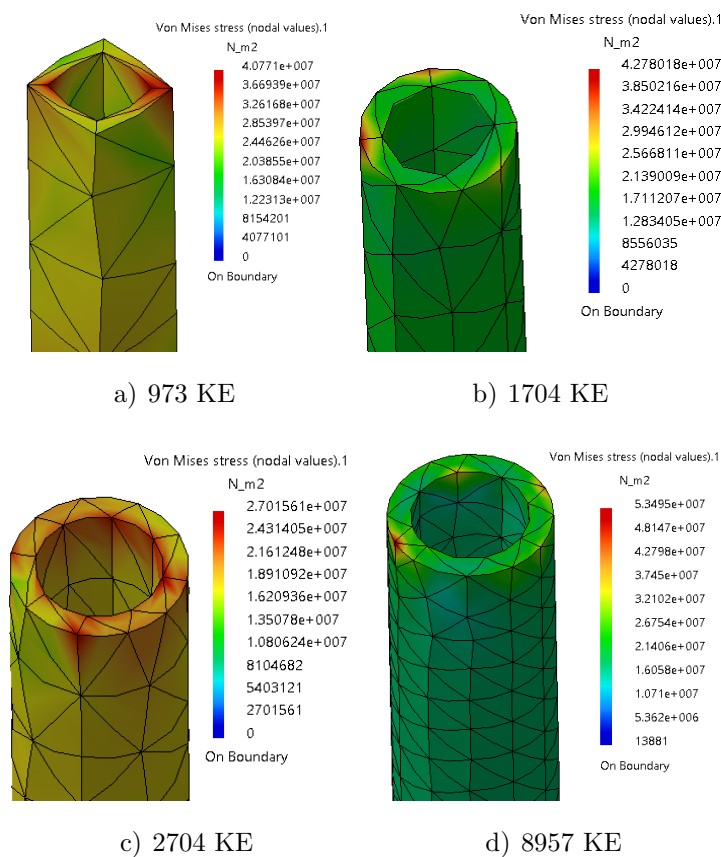 Von Mises stress (nodal values).1
N_m2
4.0771e+007
3.66939e+007
3.26168e+007
2.85397e+007
2.44626e+007
2.03855e+007
1.63084e+007
1.22313e+007
8154201
4077101
0
On Boundary
a) 973 KE
Von Mises stress (nodal values).1
N_m2
4.278018e+007
3.850216e+007
3.422414e+007
2.994612e+007
2.566811e+007
2.139009e+007
1.711207e+007
1.283405e+007
8556035
4278018
0
On Boundary
b) 1704 KE
Von Mises stress (nodal values).1
N_m2
2.701561e+007
2.431405e+007
2.161248e+007
1.891092e+007
1.620936e+007
1.35078e+007
1.080624e+007
8104682
5403121
2701561
0
On Boundary
c) 2704 KE
Von Mises stress (nodal values).1
N_m2
5.3495e+007
4.8147e+007
4.2798e+007
3.745e+007
3.2102e+007
2.6754e+007
2.1406e+007
1.6058e+007
1.071e+007
5.362e+006
13881
On Boundary
d) 8957 KE